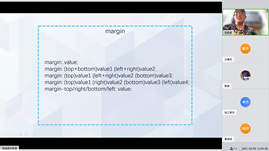 margin
margin: value;
margin: (top+bottom)value1 (left+right)value2;
margin: (top)value1 (left+right)value2 (bottom)value3;
margin: (top)value1 (right)value2 (bottom)value3 (left)value4;
margin-top/right/bottom/left: value;